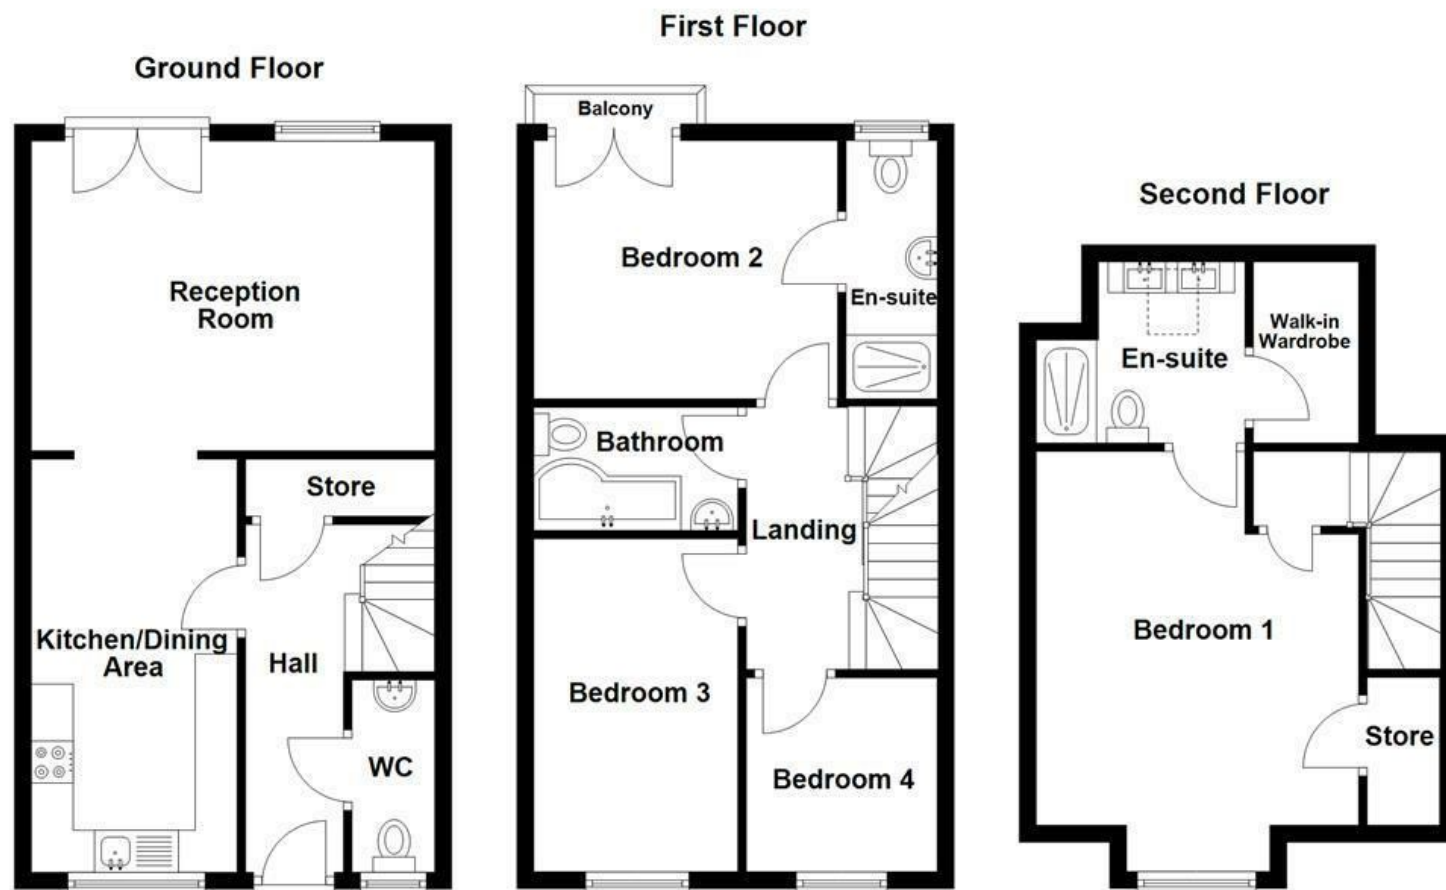 Ground Floor
Reception
Room
Store
Kitchen/Dining
Area
Hall
WC
First Floor
Balcony
Bedroom 2
En-suite
Bathroom
Landing
Bedroom 3
Bedroom 4
Second Floor
Walk-in
Wardrobe
En-suite
Bedroom 1
Store